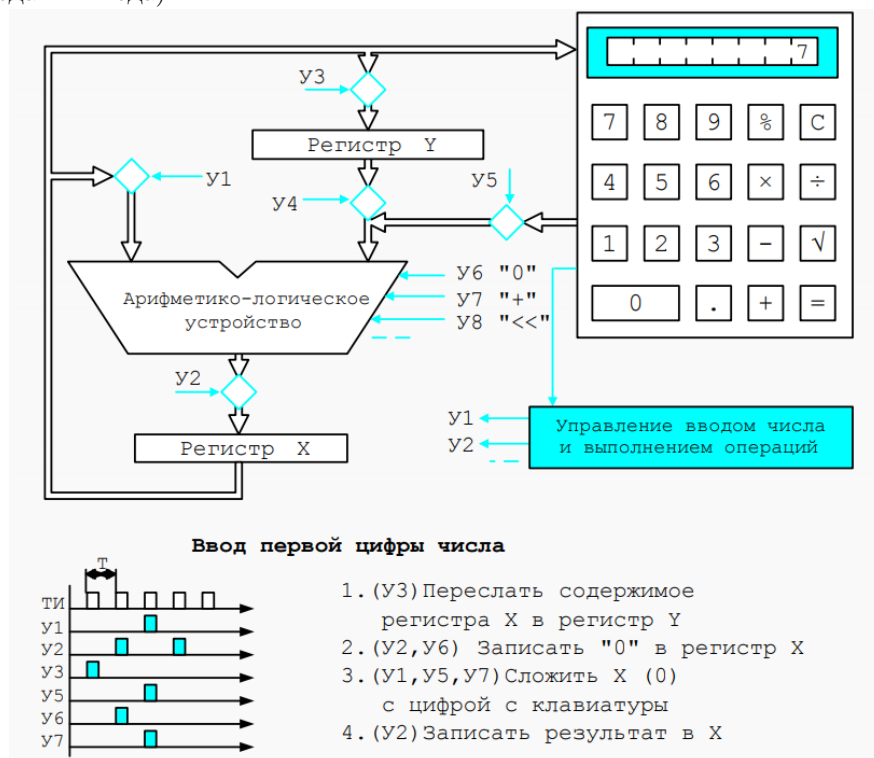 У3
7
Регистр Y
7 8 9 % C
У1
У4
У5
4 5 6 × ÷
1 2 3 - √
У6 "0"
Арифметико-логическое
устройство
У7 "+"
У8 "<<"
0 . + =
У2
У1
У2
Управление вводом числа
и выполнением операций
Регистр X
Ввод первой цифры числа
T
ТИ
У1
У2
У3
У5
У6
У7
1.(У3)Переслать содержимое
регистра X в регистр Y
2.(У2,У6) Записать "0" в регистр X
3.(У1,У5,У7)Сложить X (0)
с цифрой с клавиатуры
4.(У2)Записать результат в X